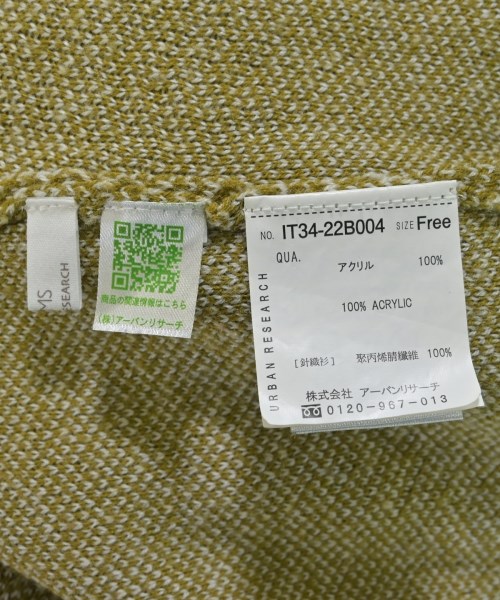 MS
ESEARCH
商品の関連情報はこちら
(株)アーバンリサーチ
URBAN RESEARCH
NO. IT34-22B004 SIZE Free
QUA.
アクリル 100%
100% ACRYLIC
[針織衫] 聚丙烯腈纖維 100%
株式会社 アーバンリサーチ
0120-967-013